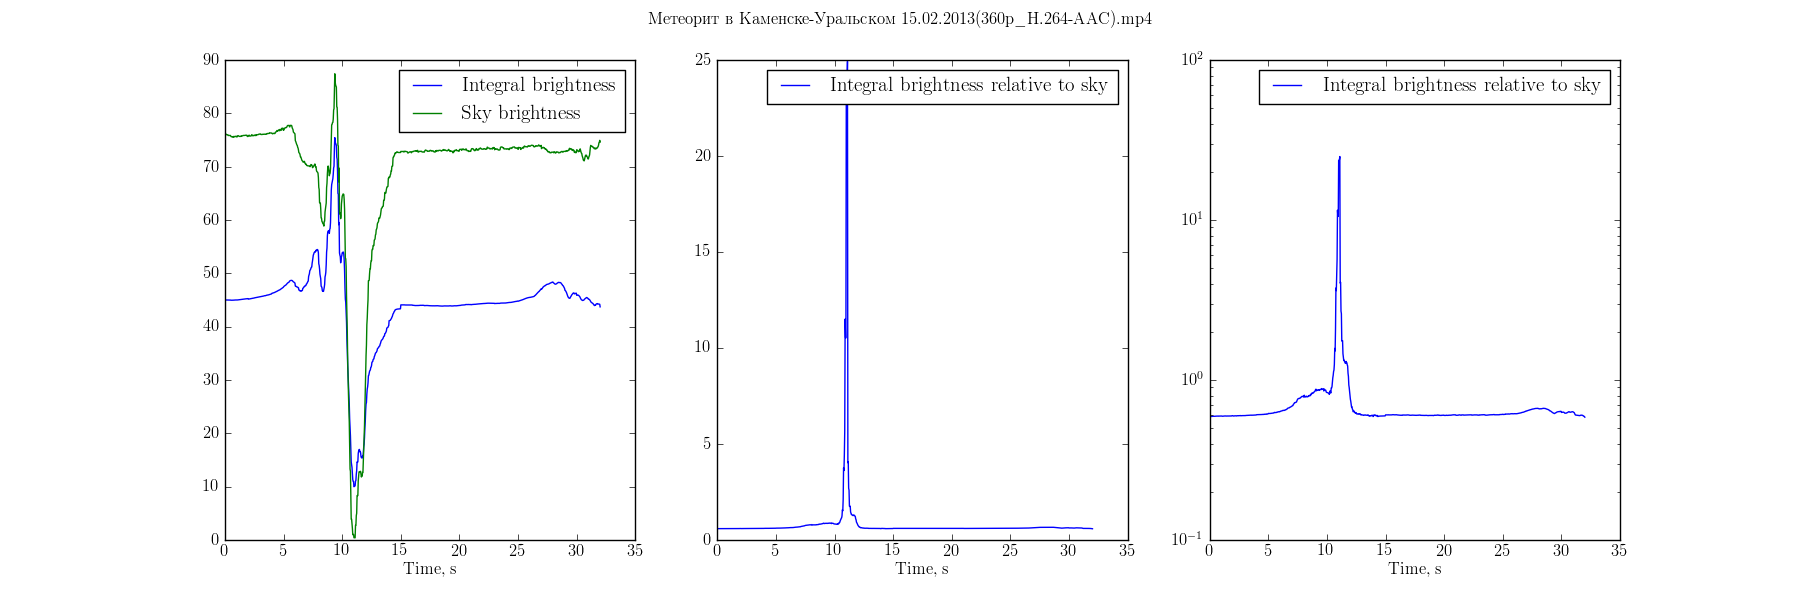 Метеорит в Каменске-Уральском 15.02.2013(360p_H.264-AAC).mp4
Integral brightness
Sky brightness
90
80
70
60
50
40
30
20
10
0
0 5 10 15 20 25 30 35
Time, s
Integral brightness relative to sky
25
20
15
10
5
0
0 5 10 15 20 25 30 35
Time, s
Integral brightness relative to sky
10²
10¹
10⁰
10⁻¹
0 5 10 15 20 25 30 35
Time, s